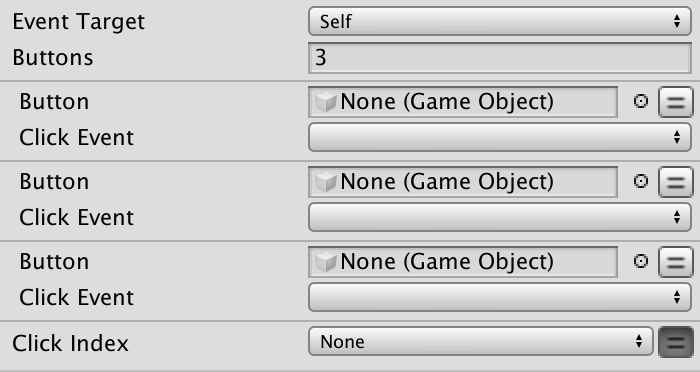 Event Target Self
Buttons 3
Button None (Game Object)
Click Event
Button None (Game Object)
Click Event
Button None (Game Object)
Click Event
Click Index None